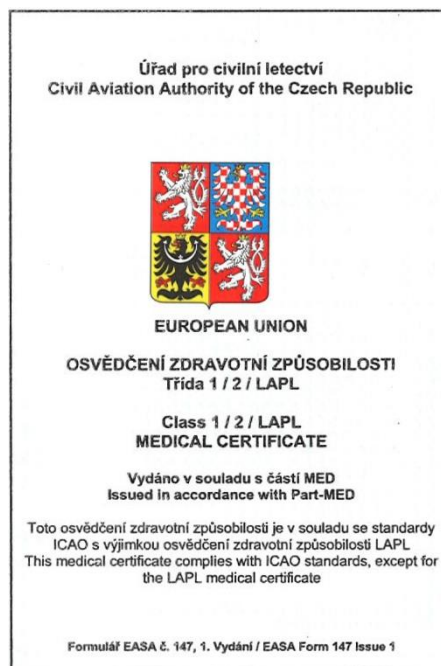 Úřad pro civilní letectví
Civil Aviation Authority of the Czech Republic
EUROPEAN UNION
OSVĚDČENÍ ZDRAVOTNÍ ZPŮSOBILOSTI
Třída 1 / 2 / LAPL
Class 1 / 2 / LAPL
MEDICAL CERTIFICATE
Vydáno v souladu s částí MED
Issued in accordance with Part-MED
Toto osvědčení zdravotní způsobilosti je v souladu se standardy
ICAO s výjimkou osvědčení zdravotní způsobilosti LAPL
This medical certificate complies with ICAO standards, except for
the LAPL medical certificate
Formulář EASA č. 147, 1. Vydání / EASA Form 147 Issue 1